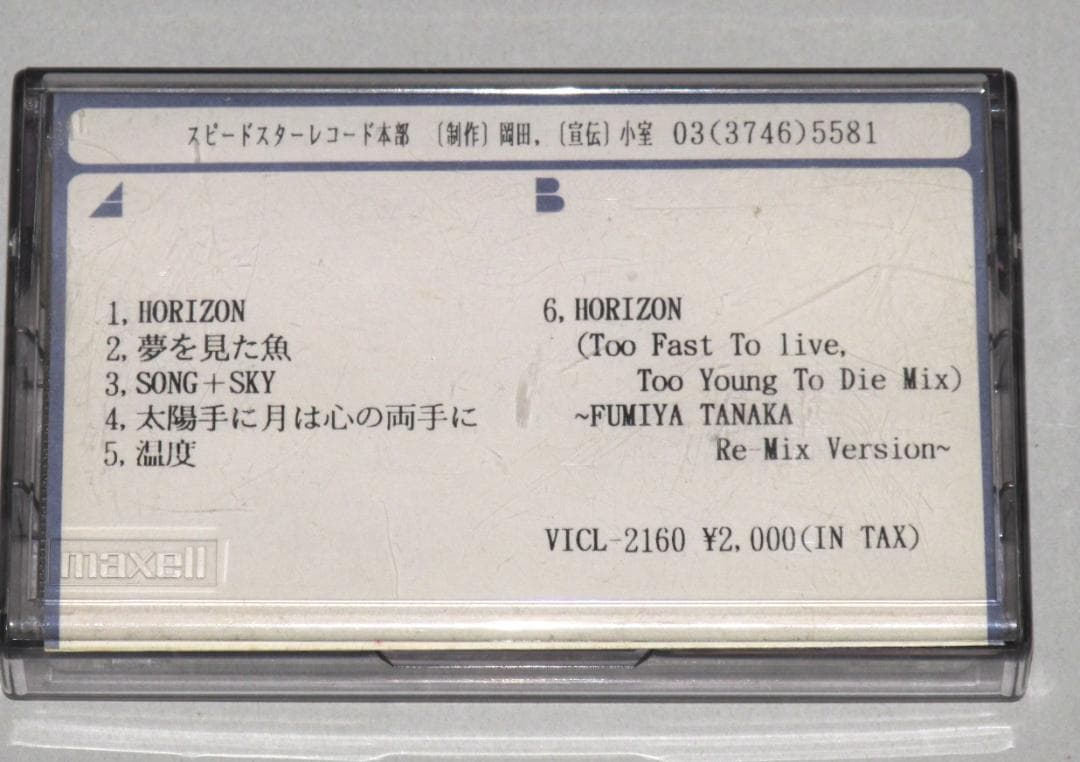 スピードスターレコード本部 〔制作〕岡田，〔宣伝〕小室 03(3746)5581
A
B
1, HORIZON
2, 夢を見た魚
3, SONG＋SKY
4, 太陽手に月は心の両手に
5, 温度
6, HORIZON
(Too Fast To live,
Too Young To Die Mix)
~FUMIYA TANAKA
Re-Mix Version~
VICL-2160 ¥2,000(IN TAX)
maxell